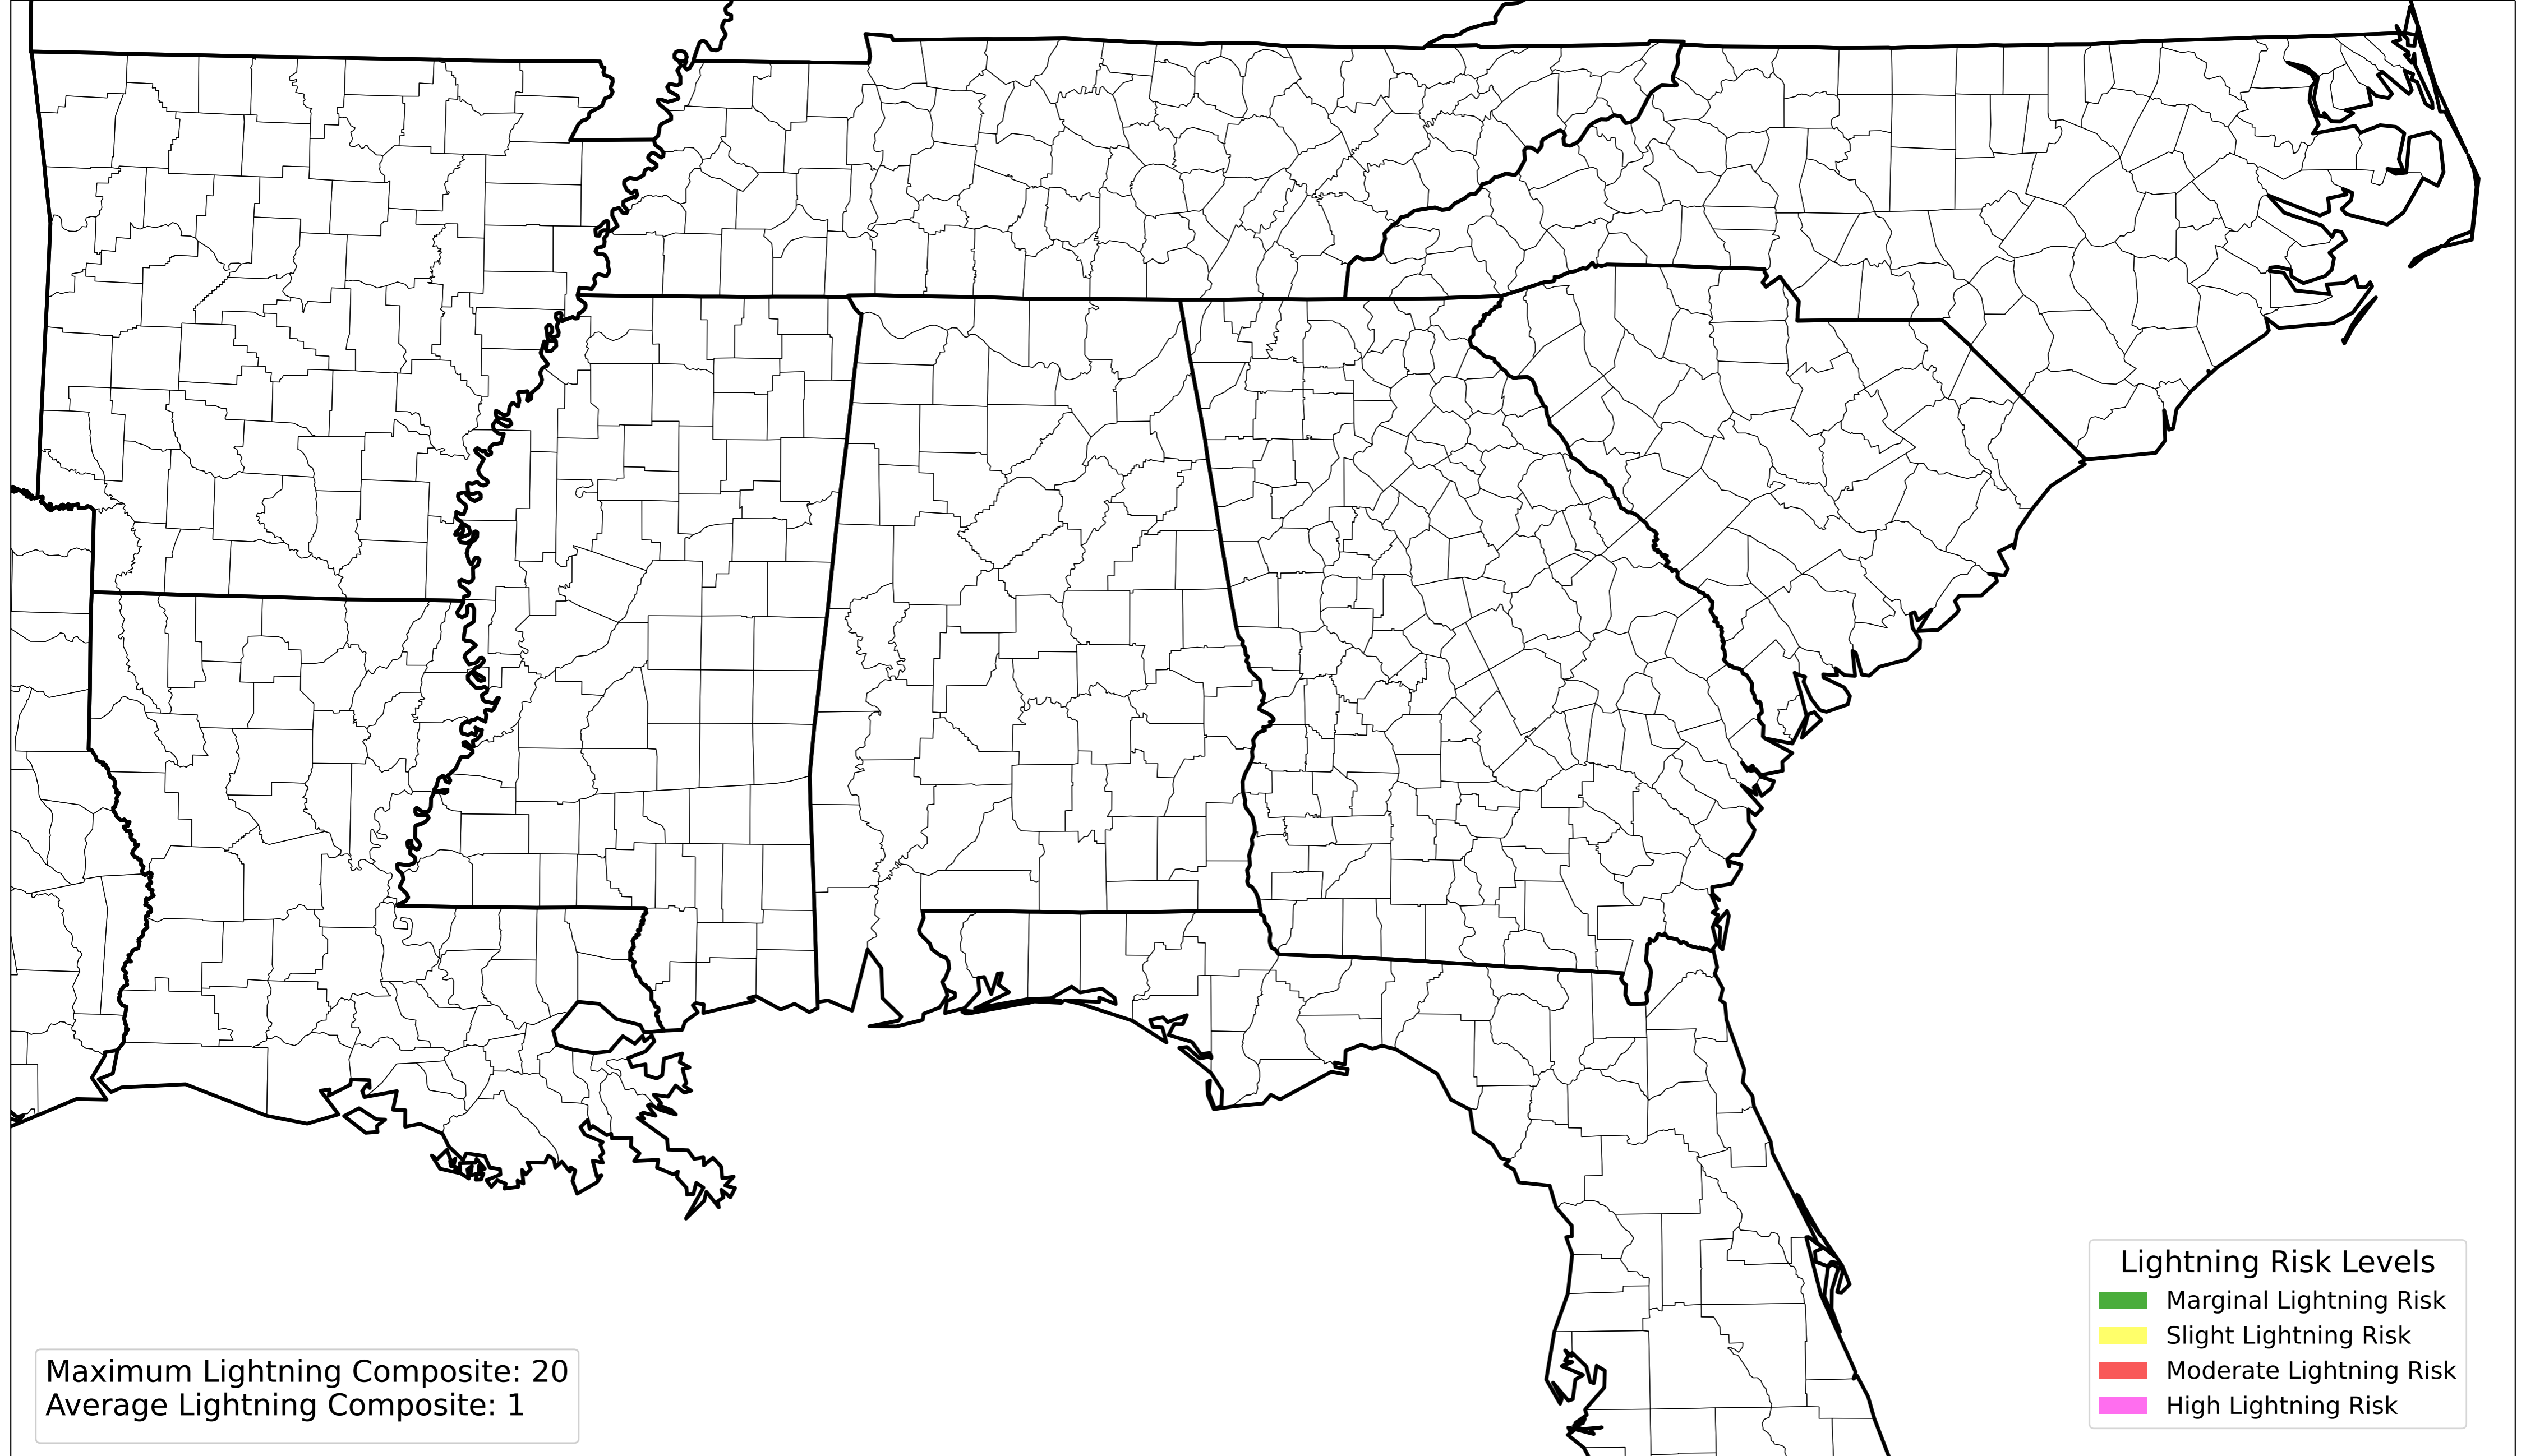 Maximum Lightning Composite: 20
Average Lightning Composite: 1
Lightning Risk Levels
Marginal Lightning Risk
Slight Lightning Risk
Moderate Lightning Risk
High Lightning Risk